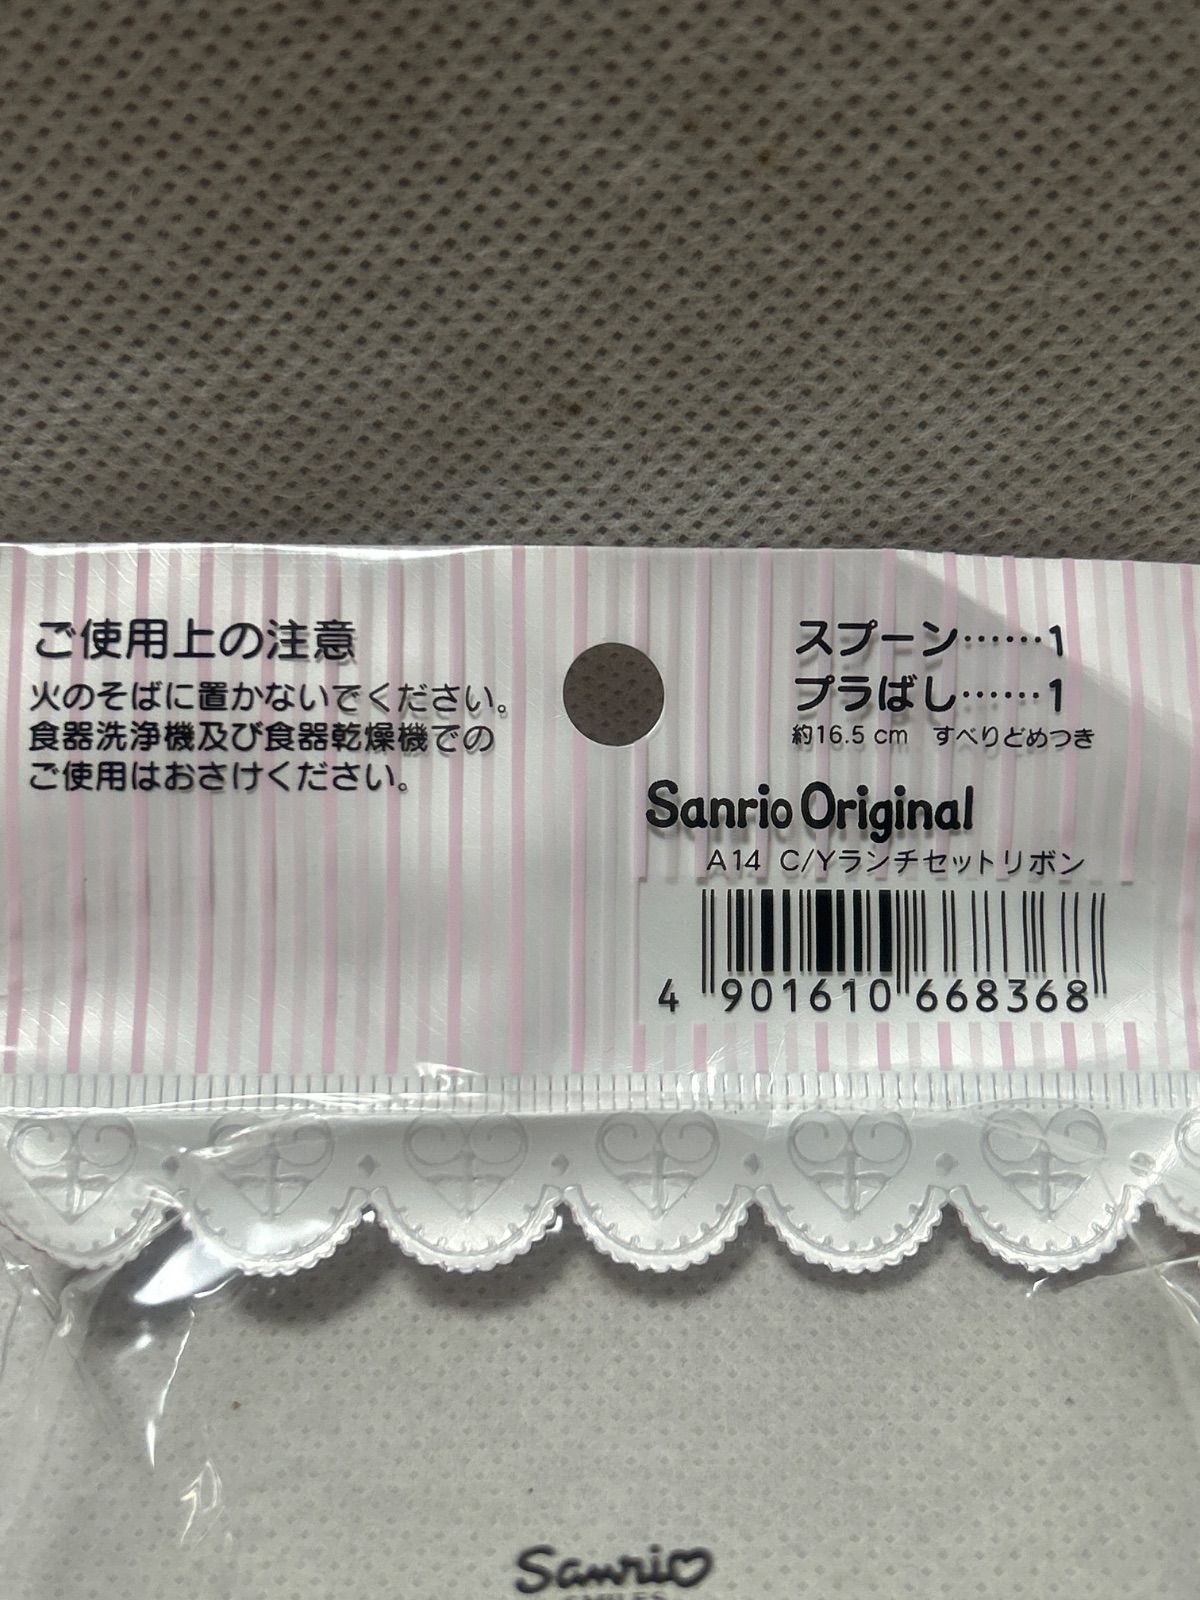 ご使用上の注意
火のそばに置かないでください。
食器洗浄機及び食器乾燥機での
ご使用はおさけください。
スプーン……1
プラばし……1
約16.5 cm　すべりどめつき
Sanrio Original
A14 C/Yランチセットリボン
4 901610 668368
Sanrio
SMILES